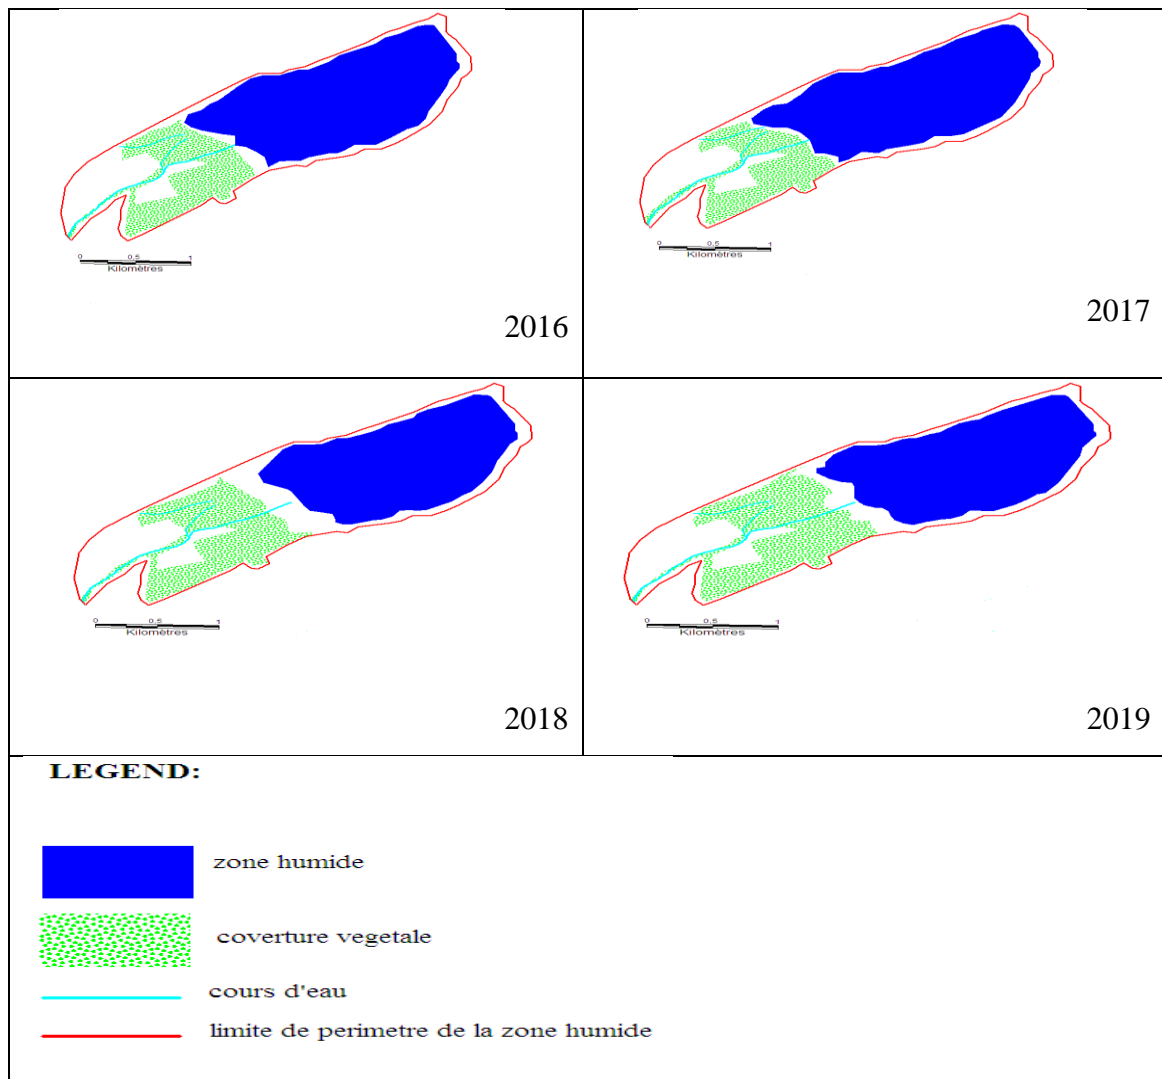 0 0.5 1
Kilomètres
2016
0 0.5 1
Kilomètres
2017
0 0.5 1
Kilomètres
2018
0 0.5 1
Kilomètres
2019
LEGEND:
zone humide
coverture vegetale
cours d'eau
limite de perimetre de la zone humide